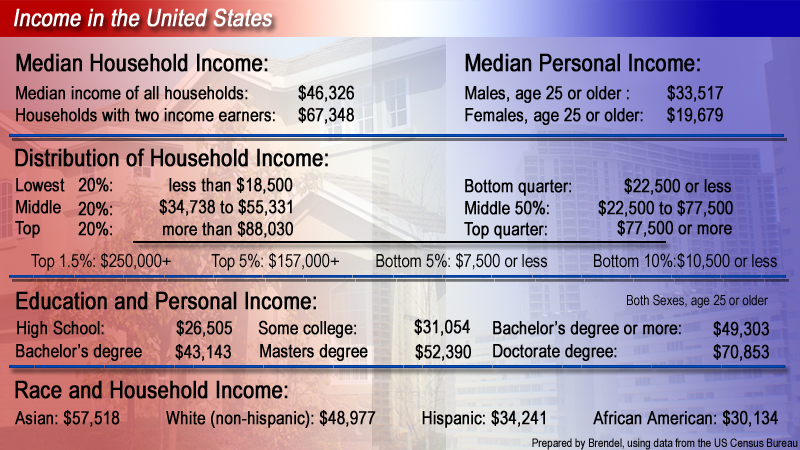 Income in the United States
Median Household Income:
Median income of all households: $46,326
Households with two income earners: $67,348
Median Personal Income:
Males, age 25 or older : $33,517
Females, age 25 or older: $19,679
Distribution of Household Income:
Lowest 20%: less than $18,500
Middle 20%: $34,738 to $55,331
Top 20%: more than $88,030
Bottom quarter: $22,500 or less
Middle 50%: $22,500 to $77,500
Top quarter: $77,500 or more
Top 1.5%: $250,000+ Top 5%: $157,000+ Bottom 5%: $7,500 or less Bottom 10%:$10,500 or less
Education and Personal Income: Both Sexes, age 25 or older
High School: $26,505 Some college: $31,054 Bachelor's degree or more: $49,303
Bachelor's degree $43,143 Masters degree $52,390 Doctorate degree: $70,853
Race and Household Income:
Asian: $57,518 White (non-hispanic): $48,977 Hispanic: $34,241 African American: $30,134
Prepared by Brendel, using data from the US Census Bureau